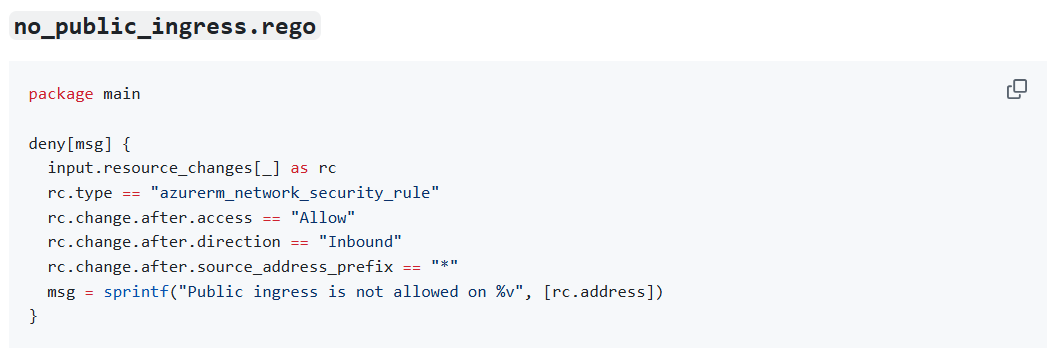 no_public_ingress.rego
package main
deny[msg] {
  input.resource_changes[_] as rc
  rc.type == "azurerm_network_security_rule"
  rc.change.after.access == "Allow"
  rc.change.after.direction == "Inbound"
  rc.change.after.source_address_prefix == "*"
  msg = sprintf("Public ingress is not allowed on %v", [rc.address])
}